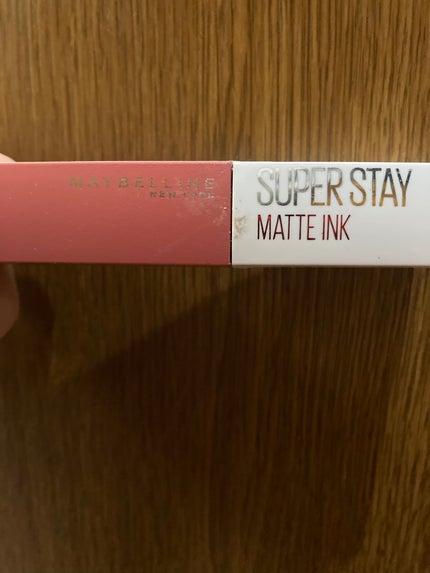 MAYBELLINE
NEW YORK
SUPER STAY
MATTE INK